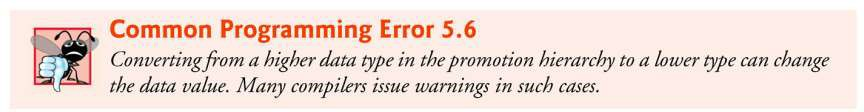 Common Programming Error 5.6
Converting from a higher data type in the promotion hierarchy to a lower type can change
the data value. Many compilers issue warnings in such cases.